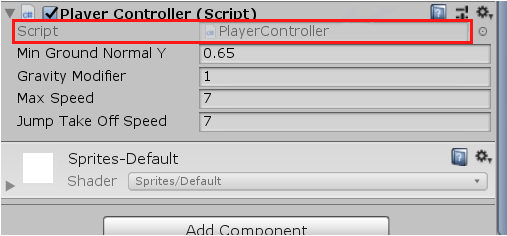 Player Controller (Script)
Script PlayerController
Min Ground Normal Y 0.65
Gravity Modifier 1
Max Speed 7
Jump Take Off Speed 7
Sprites-Default
Shader Sprites/Default
Add Component